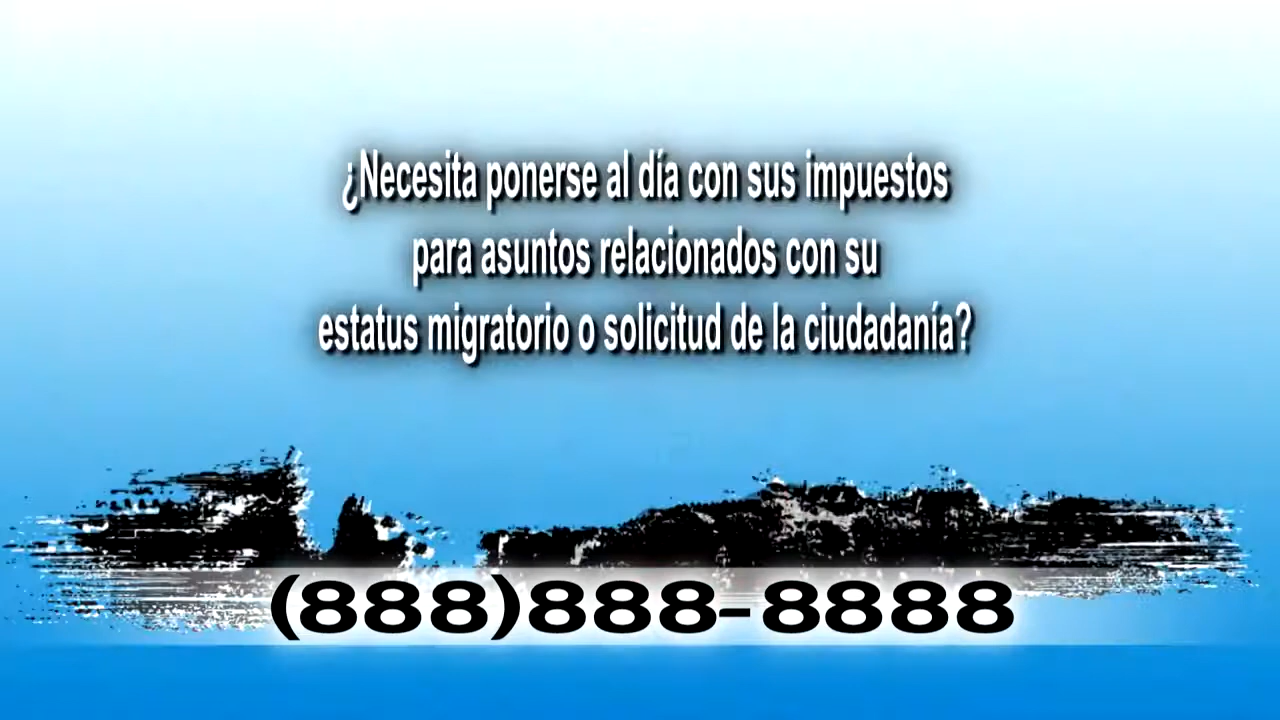 ¿Necesita ponerse al día con sus impuestos
para asuntos relacionados con su
estatus migratorio o solicitud de la ciudadanía?
(888)888-8888